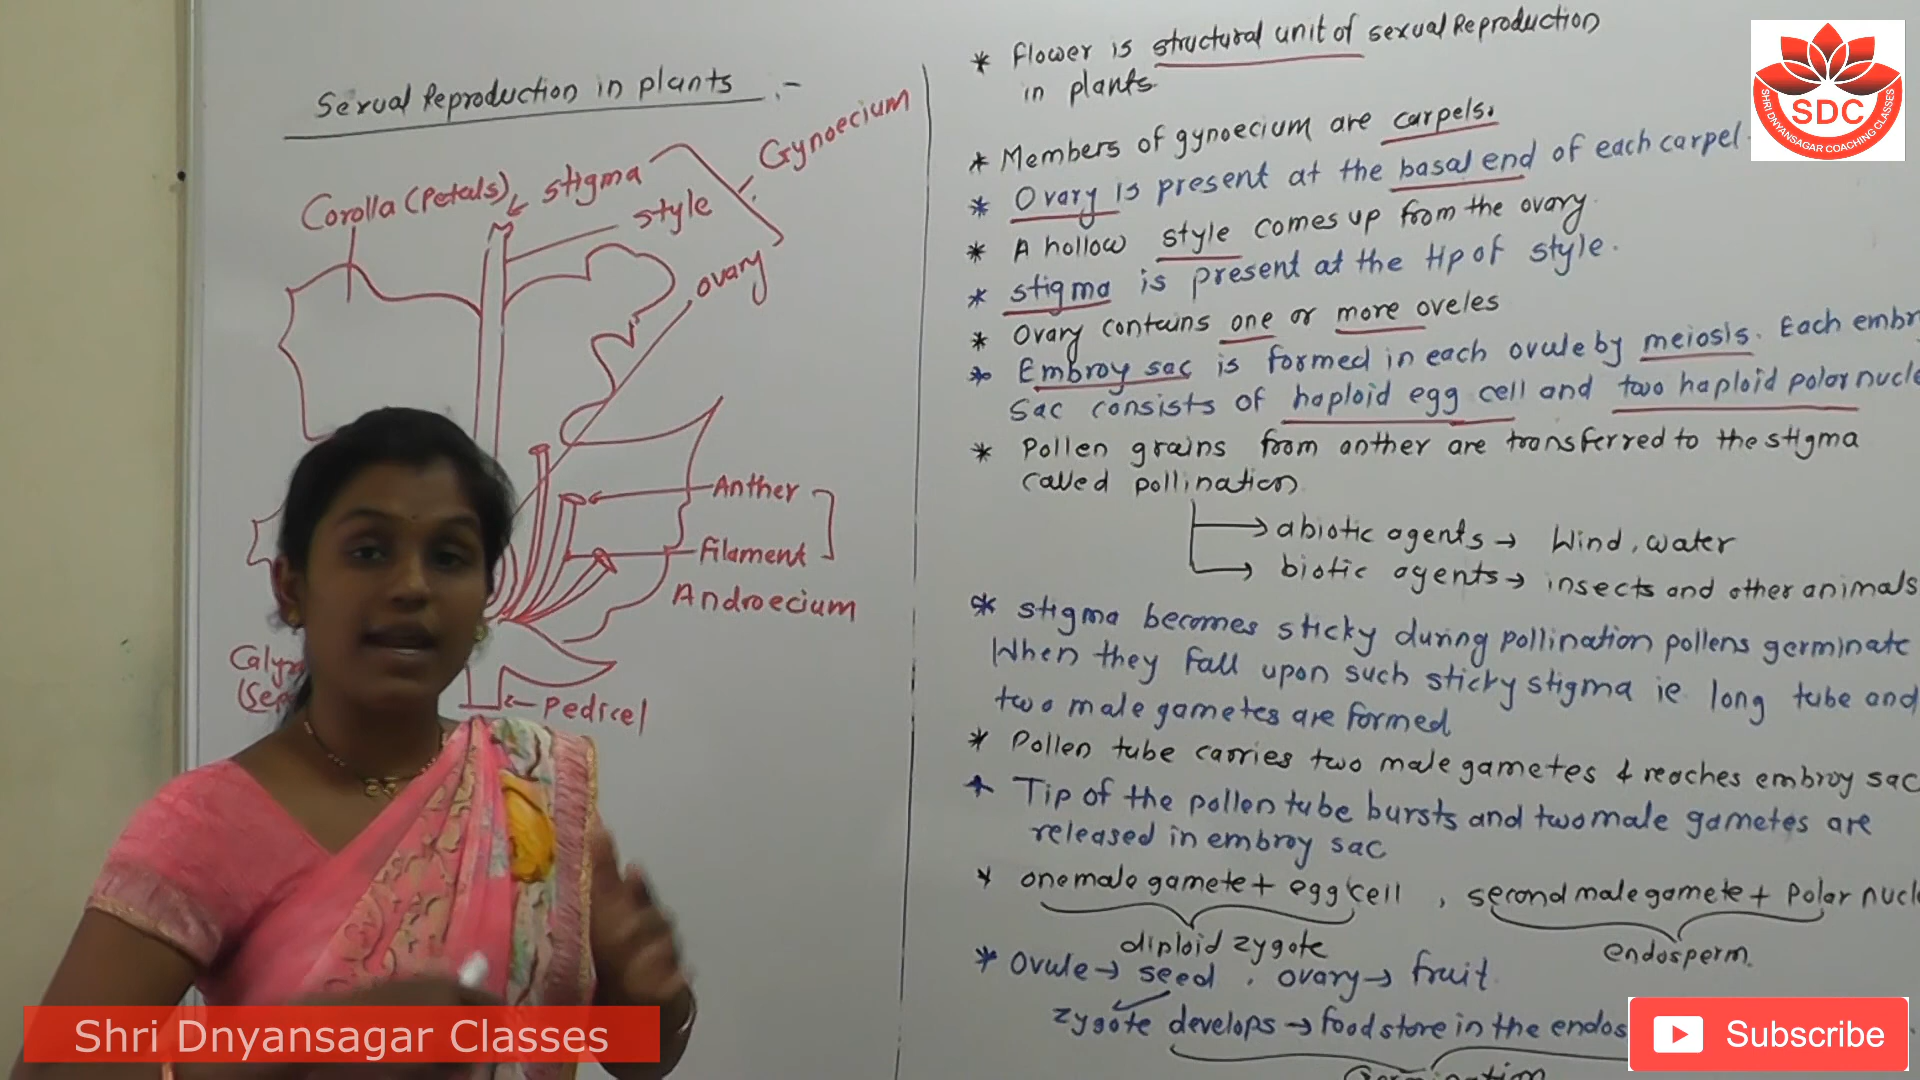 Sexual Reproduction in plants :-
Gynoecium
Corolla (Petals)
stigma
style
ovary
Anther
Filament
Androecium
Pedicel
* Flower is structural unit of sexual Reproduction
in plants.
* Members of gynoecium are carpels.
* Ovary is present at the basal end of each carpel.
* A hollow style comes up from the ovary.
* stigma is present at the tip of style.
* Ovary contains one or more oveles
* Embroy sac is formed in each ovule by meiosis. Each embr
sac consists of haploid egg cell and two haploid polar nucle
* Pollen grains from anther are transferred to the stigma
called pollination
→ abiotic agents → Wind, water
→ biotic agents → insects and other animals
* stigma becomes sticky during pollination pollens germinate
When they fall upon such sticky stigma ie. long tube and
two male gametes are formed
* Pollen tube carries two male gametes & reaches embroy sac
* Tip of the pollen tube bursts and two male gametes are
released in embroy sac
* one male gamete + egg cell , second male gamete + Polar nucle
diploid zygote endosperm.
* Ovule → seed . ovary → fruit.
zygote develops → food store in the endos
Germination
SDC
SHRI DNYANSAGAR COACHING CLASSES
Shri Dnyansagar Classes
Subscribe